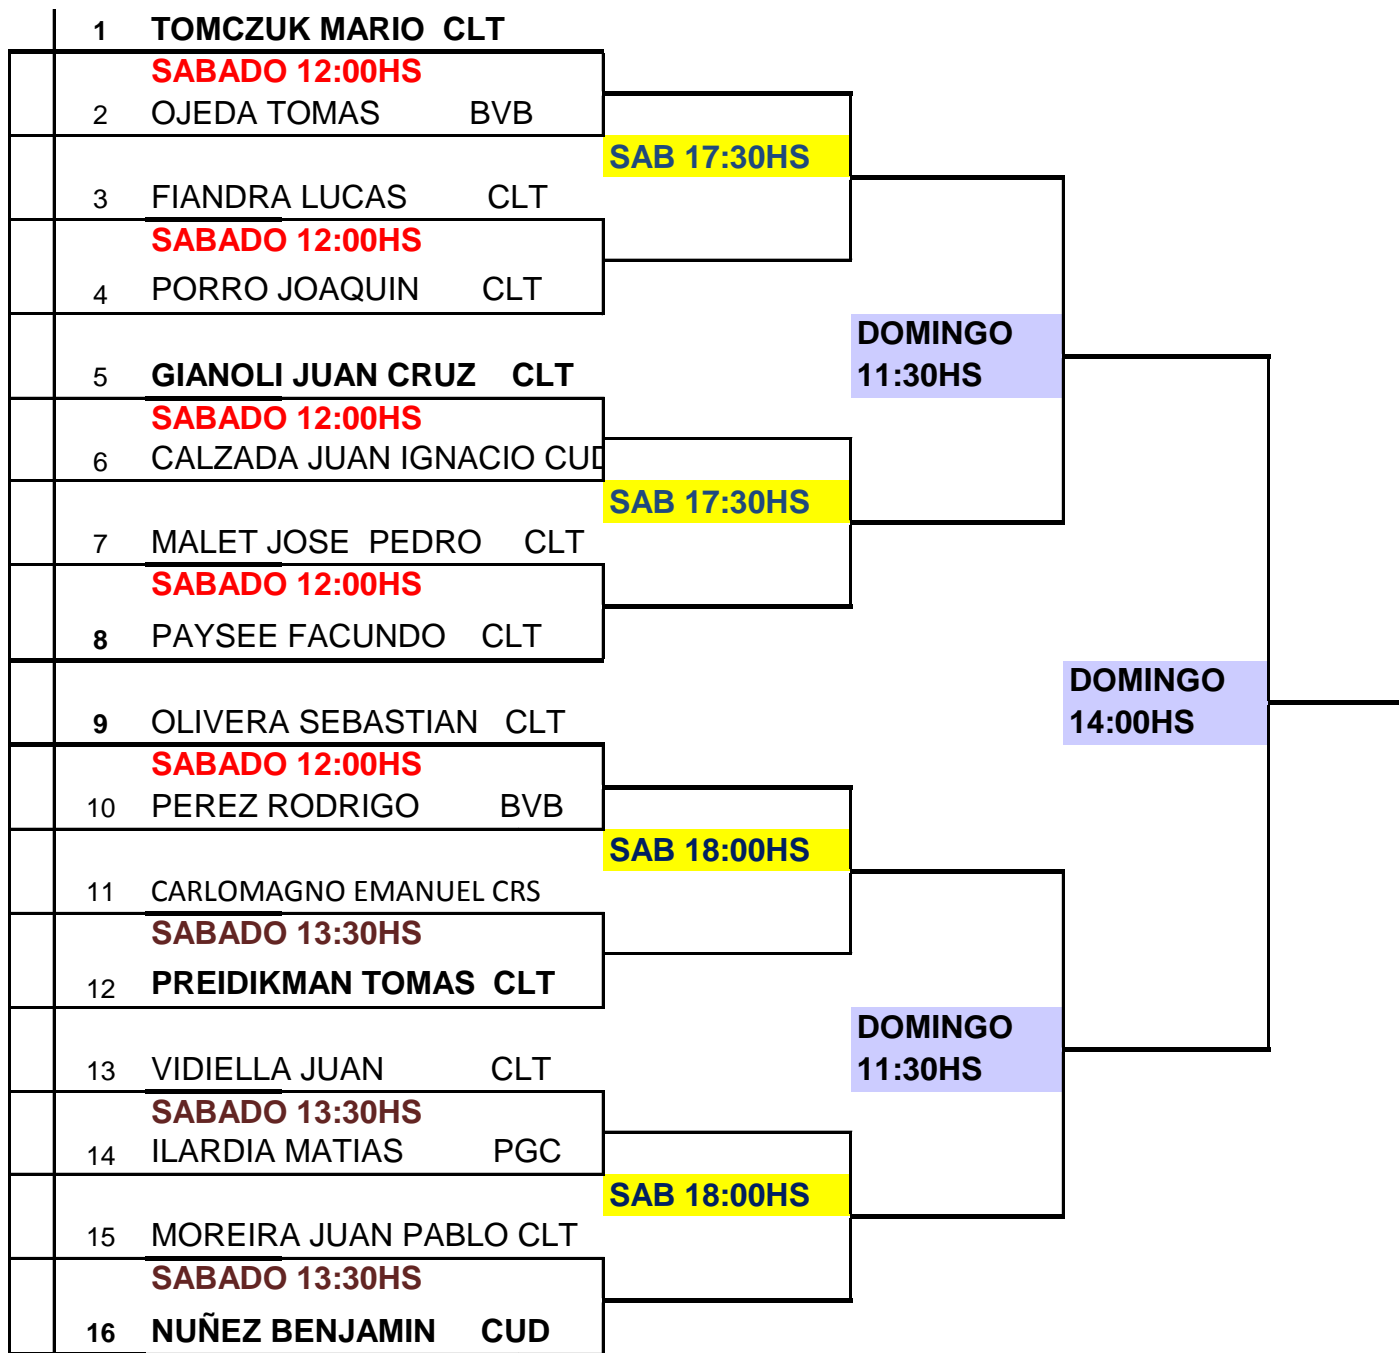 1 TOMCZUK MARIO CLT
SABADO 12:00HS
2 OJEDA TOMAS BVB
SAB 17:30HS
3 FIANDRA LUCAS CLT
SABADO 12:00HS
4 PORRO JOAQUIN CLT
DOMINGO
11:30HS
5 GIANOLI JUAN CRUZ CLT
SABADO 12:00HS
6 CALZADA JUAN IGNACIO CUD
SAB 17:30HS
7 MALET JOSE PEDRO CLT
SABADO 12:00HS
8 PAYSEE FACUNDO CLT
DOMINGO
14:00HS
9 OLIVERA SEBASTIAN CLT
SABADO 12:00HS
10 PEREZ RODRIGO BVB
SAB 18:00HS
11 CARLOMAGNO EMANUEL CRS
SABADO 13:30HS
12 PREIDIKMAN TOMAS CLT
DOMINGO
11:30HS
13 VIDIELLA JUAN CLT
SABADO 13:30HS
14 ILARDIA MATIAS PGC
SAB 18:00HS
15 MOREIRA JUAN PABLO CLT
SABADO 13:30HS
16 NUÑEZ BENJAMIN CUD